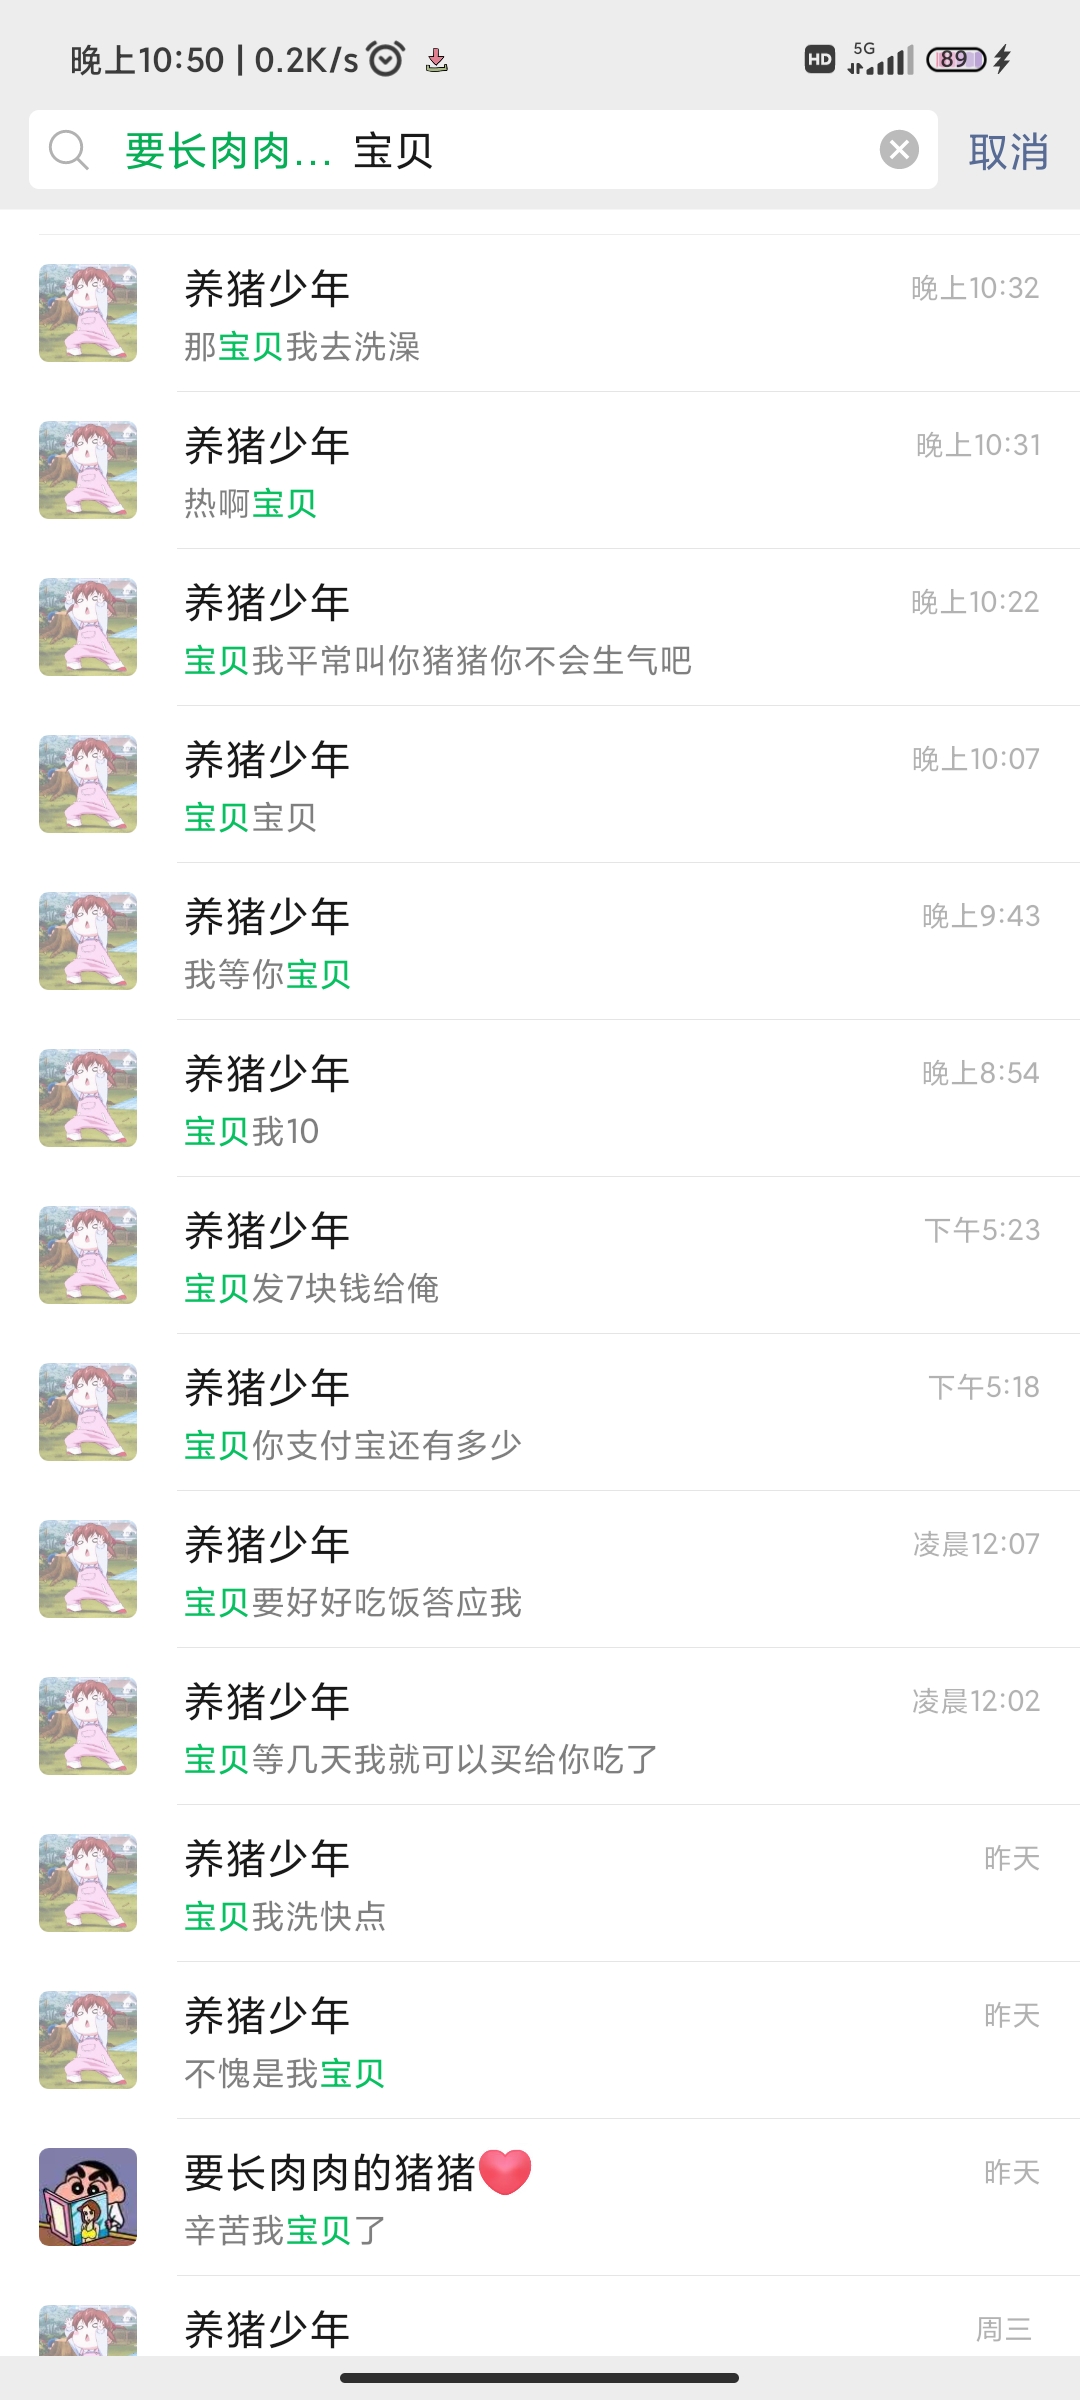 晚上10:50 | 0.2K/s
HD 5G 89
要长肉肉... 宝贝 取消
养猪少年 晚上10:32
那宝贝我去洗澡
养猪少年 晚上10:31
热啊宝贝
养猪少年 晚上10:22
宝贝我平常叫你猪猪你不会生气吧
养猪少年 晚上10:07
宝贝宝贝
养猪少年 晚上9:43
我等你宝贝
养猪少年 晚上8:54
宝贝我10
养猪少年 下午5:23
宝贝发7块钱给俺
养猪少年 下午5:18
宝贝你支付宝还有多少
养猪少年 凌晨12:07
宝贝要好好吃饭答应我
养猪少年 凌晨12:02
宝贝等几天我就可以买给你吃了
养猪少年 昨天
宝贝我洗快点
养猪少年 昨天
不愧是我宝贝
要长肉肉的猪猪❤️ 昨天
辛苦我宝贝了
养猪少年 周三